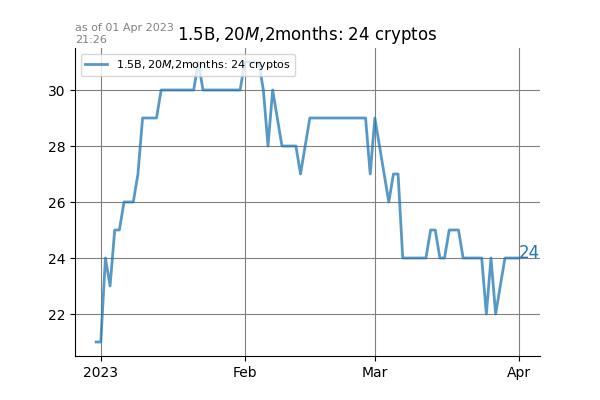 as of 01 Apr 2023
21:26
1.5B, 20M,2months: 24 cryptos
1.5B, 20M,2months: 24 cryptos
30
28
26
24
22
24
2023
Feb
Mar
Apr